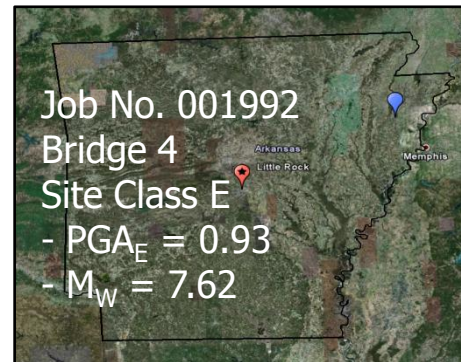 Job No. 001992
Bridge 4
Arkansas
Little Rock
Memphis
Site Class E
- PGA_E = 0.93
- M_W = 7.62